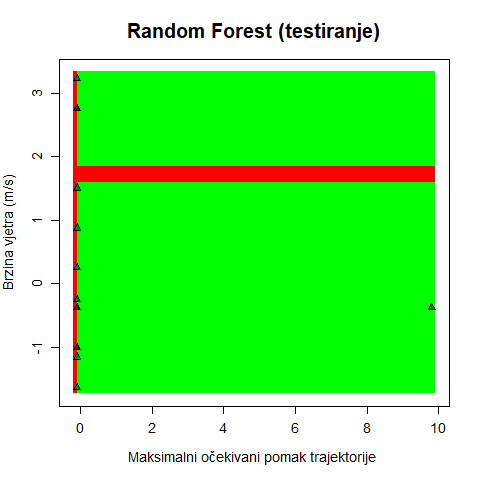 Random Forest (testiranje)
Brzina vjetra (m/s)
3
2
1
0
-1
0 2 4 6 8 10
Maksimalni očekivani pomak trajektorije